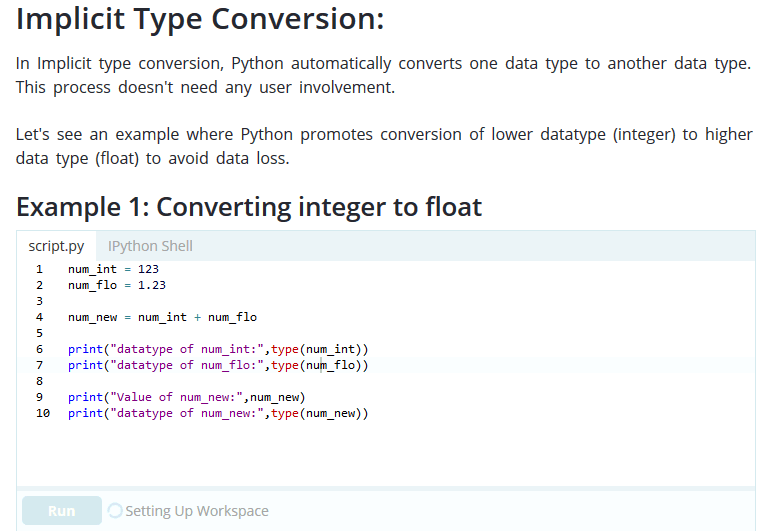 Implicit Type Conversion:
In Implicit type conversion, Python automatically converts one data type to another data type.
This process doesn't need any user involvement.
Let's see an example where Python promotes conversion of lower datatype (integer) to higher
data type (float) to avoid data loss.
Example 1: Converting integer to float
script.py IPython Shell
1 num_int = 123
2 num_flo = 1.23
3
4 num_new = num_int + num_flo
5
6 print("datatype of num_int:",type(num_int))
7 print("datatype of num_flo:",type(num_flo))
8
9 print("Value of num_new:",num_new)
10 print("datatype of num_new:",type(num_new))
Run Setting Up Workspace